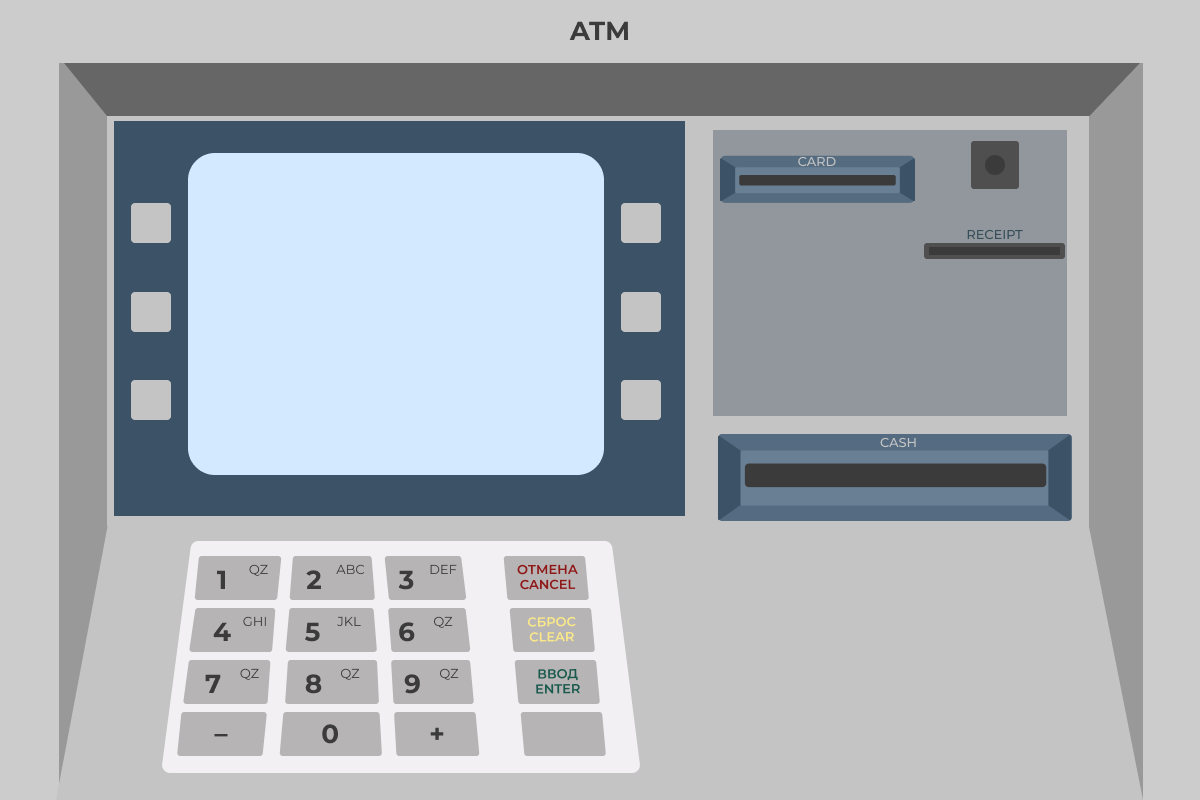 ATM
CARD
RECEIPT
CASH
1 QZ
2 ABC
3 DEF
ОТМЕНА
CANCEL
4 GHI
5 JKL
6 QZ
СБРОС
CLEAR
7 QZ
8 QZ
9 QZ
ВВОД
ENTER
–
0
+